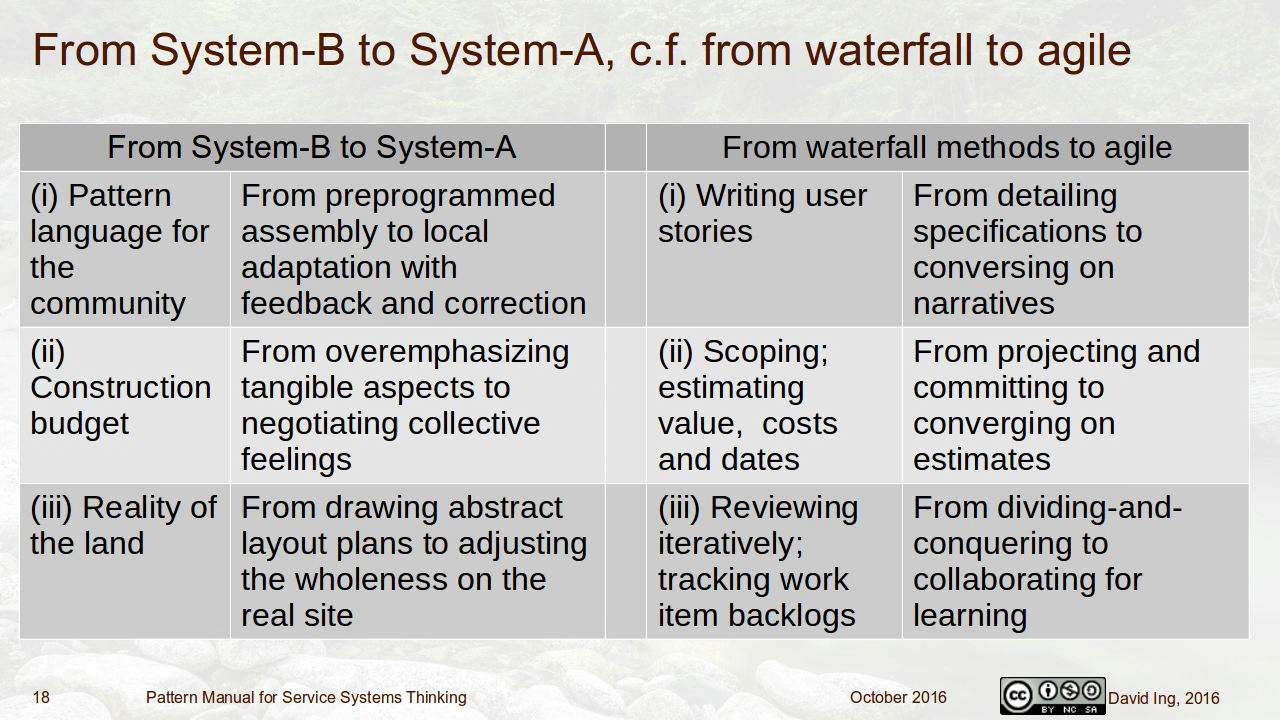 From System-B to System-A, c.f. from waterfall to agile
From System-B to System-A
From waterfall methods to agile
(i) Pattern
language for
the
community
From preprogrammed
assembly to local
adaptation with
feedback and correction
(i) Writing user
stories
From detailing
specifications to
conversing on
narratives
(ii)
Construction
budget
From overemphasizing
tangible aspects to
negotiating collective
feelings
(ii) Scoping;
estimating
value,  costs
and dates
From projecting and
committing to
converging on
estimates
(iii) Reality of
the land
From drawing abstract
layout plans to adjusting
the wholeness on the
real site
(iii) Reviewing
iteratively;
tracking work
item backlogs
From dividing-and-
conquering to
collaborating for
learning
18
Pattern Manual for Service Systems Thinking
October 2016
cc
BY NC SA
David Ing, 2016